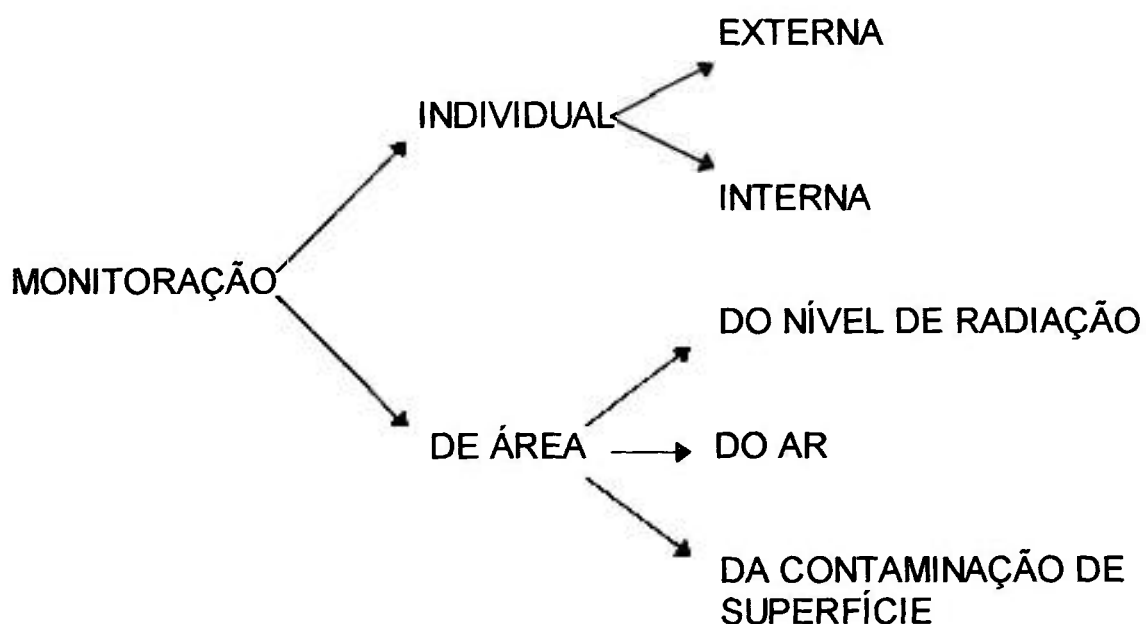 EXTERNA
INDIVIDUAL
INTERNA
MONITORAÇÃO
DO NÍVEL DE RADIAÇÃO
DE ÁREA
DO AR
DA CONTAMINAÇÃO DE
SUPERFÍCIE